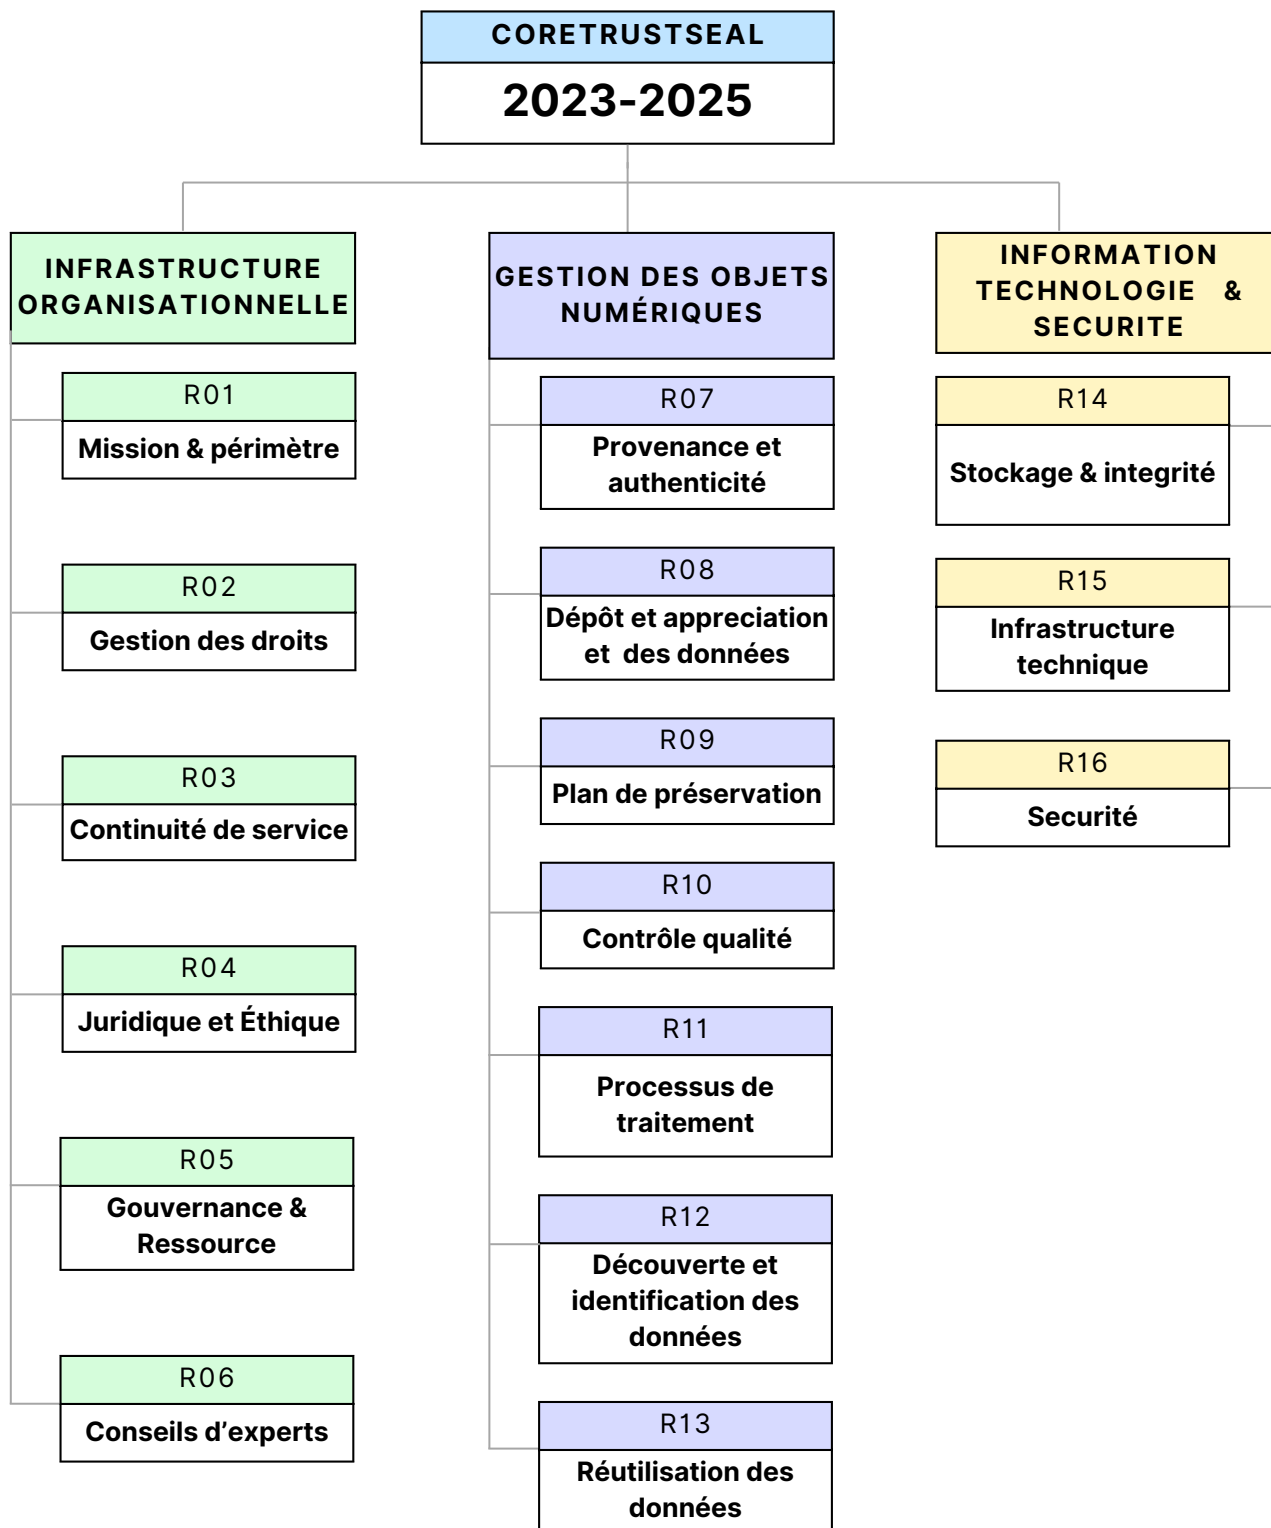 CORETRUSTSEAL
2023-2025
INFRASTRUCTURE
ORGANISATIONNELLE
R01
Mission & périmètre
R02
Gestion des droits
R03
Continuité de service
R04
Juridique et Éthique
R05
Gouvernance &
Ressource
R06
Conseils d’experts
GESTION DES OBJETS
NUMÉRIQUES
R07
Provenance et
authenticité
R08
Dépôt et appreciation
et des données
R09
Plan de préservation
R10
Contrôle qualité
R11
Processus de
traitement
R12
Découverte et
identification des
données
R13
Réutilisation des
données
INFORMATION
TECHNOLOGIE &
SECURITE
R14
Stockage & integrité
R15
Infrastructure
technique
R16
Securité